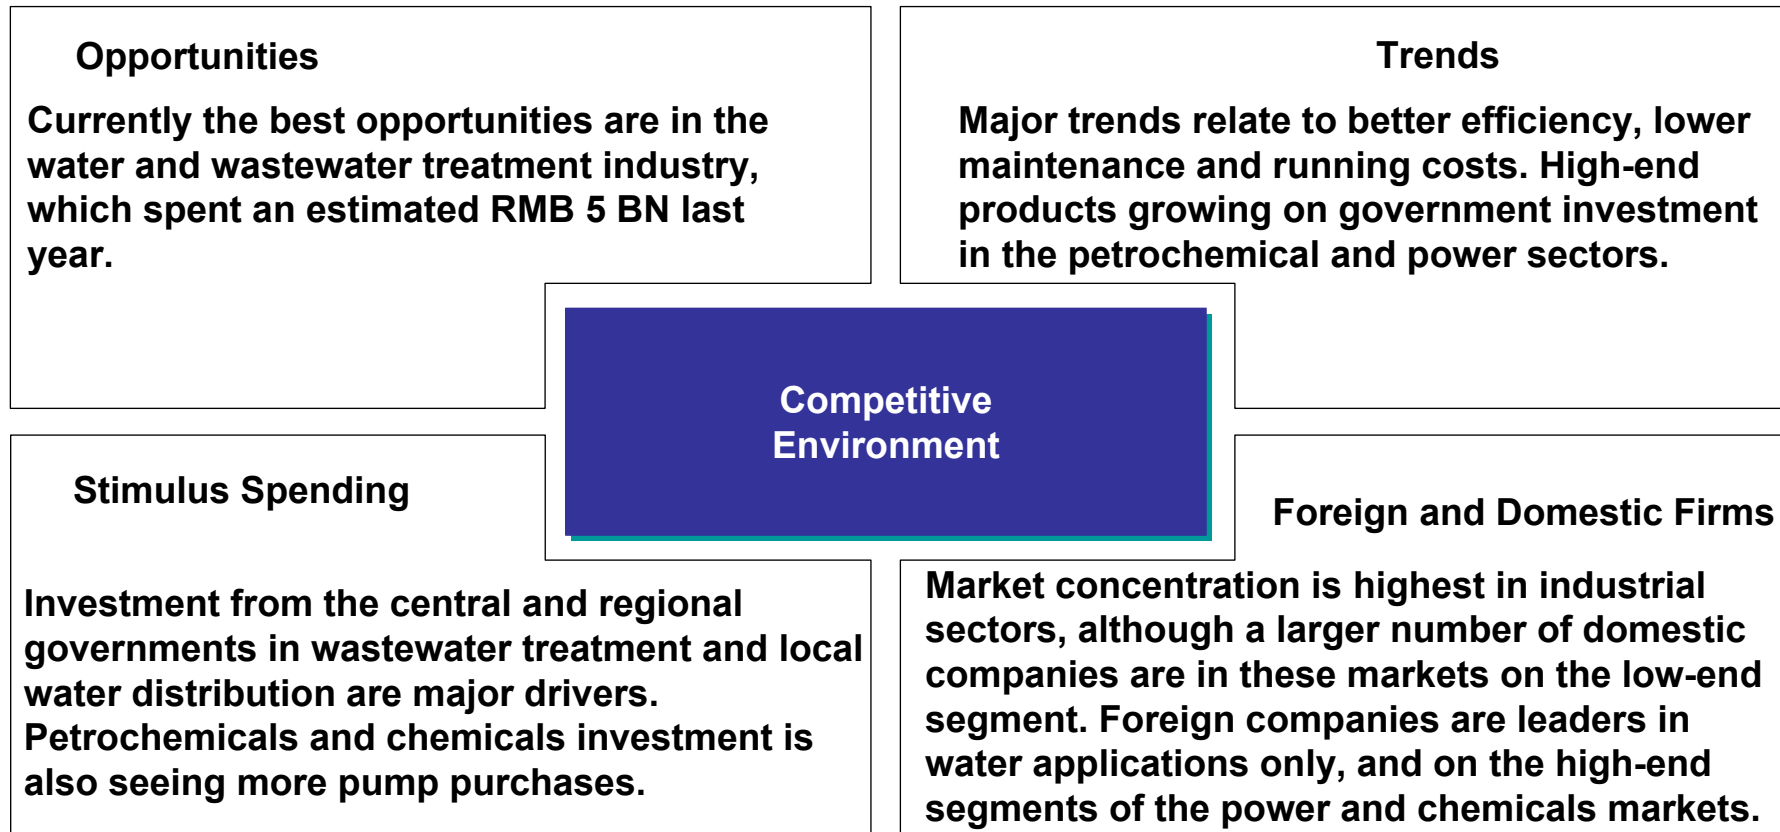 Opportunities
Currently the best opportunities are in the
water and wastewater treatment industry,
which spent an estimated RMB 5 BN last
year.
Trends
Major trends relate to better efficiency, lower
maintenance and running costs. High-end
products growing on government investment
in the petrochemical and power sectors.
Competitive
Environment
Stimulus Spending
Investment from the central and regional
governments in wastewater treatment and local
water distribution are major drivers.
Petrochemicals and chemicals investment is
also seeing more pump purchases.
Foreign and Domestic Firms
Market concentration is highest in industrial
sectors, although a larger number of domestic
companies are in these markets on the low-end
segment. Foreign companies are leaders in
water applications only, and on the high-end
segments of the power and chemicals markets.